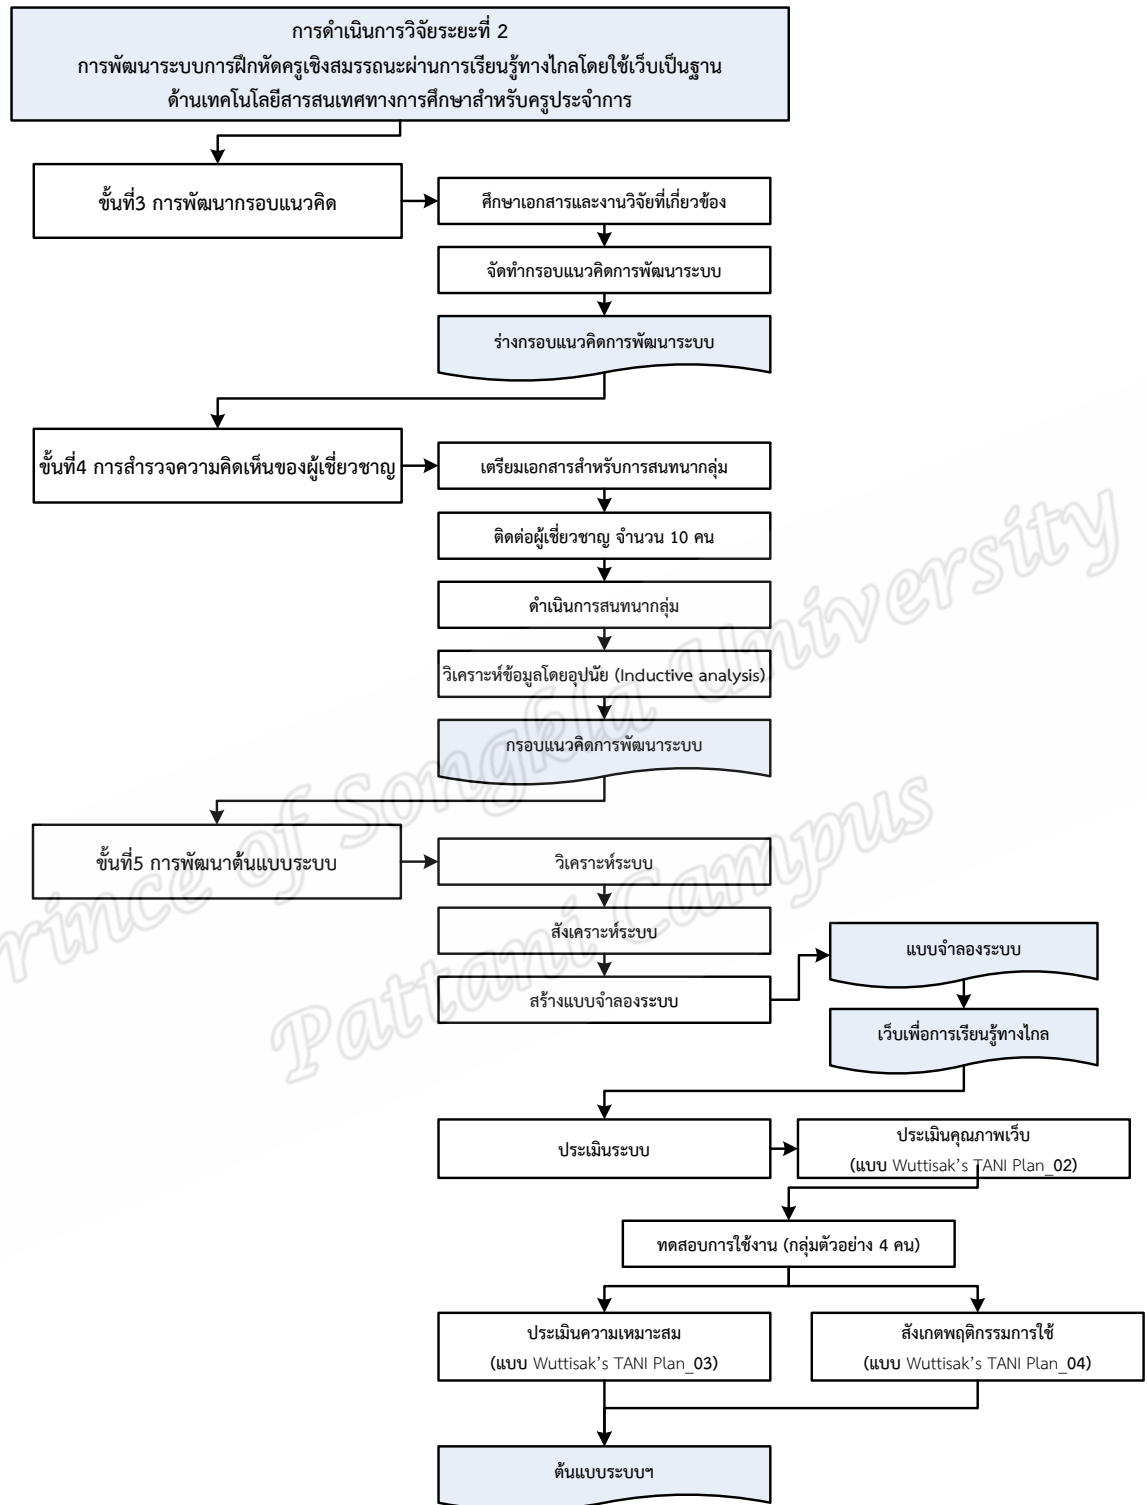 การดำเนินการวิจัยระยะที่ 2
การพัฒนาระบบการฝึกหัดครูเชิงสมรรถนะผ่านการเรียนรู้ทางไกลโดยใช้เว็บเป็นฐาน
ด้านเทคโนโลยีสารสนเทศทางการศึกษาสำหรับครูประจำการ
ขั้นที่3 การพัฒนากรอบแนวคิด
ศึกษาเอกสารและงานวิจัยที่เกี่ยวข้อง
จัดทำกรอบแนวคิดการพัฒนาระบบ
ร่างกรอบแนวคิดการพัฒนาระบบ
ขั้นที่4 การสำรวจความคิดเห็นของผู้เชี่ยวชาญ
เตรียมเอกสารสำหรับการสนทนากลุ่ม
ติดต่อผู้เชี่ยวชาญ จำนวน 10 คน
ดำเนินการสนทนากลุ่ม
วิเคราะห์ข้อมูลโดยอุปนัย (Inductive analysis)
กรอบแนวคิดการพัฒนาระบบ
ขั้นที่5 การพัฒนาต้นแบบระบบ
วิเคราะห์ระบบ
สังเคราะห์ระบบ
สร้างแบบจำลองระบบ
แบบจำลองระบบ
เว็บเพื่อการเรียนรู้ทางไกล
ประเมินระบบ
ประเมินคุณภาพเว็บ
(แบบ Wuttisak's TANI Plan_02)
ทดสอบการใช้งาน (กลุ่มตัวอย่าง 4 คน)
ประเมินความเหมาะสม
(แบบ Wuttisak's TANI Plan_03)
สังเกตพฤติกรรมการใช้
(แบบ Wuttisak's TANI Plan_04)
ต้นแบบระบบฯ
Prince of Songkla University
Pattani Campus